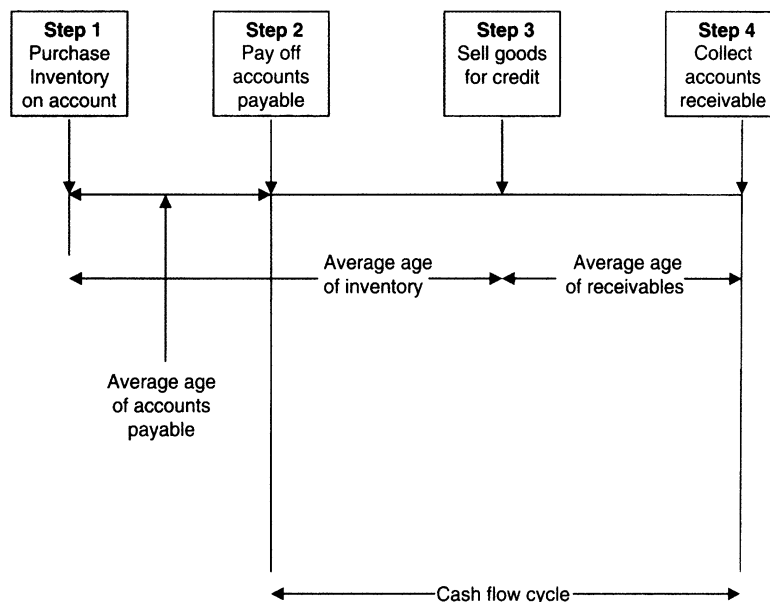 Step 1
Purchase
Inventory
on account
Step 2
Pay off
accounts
payable
Step 3
Sell goods
for credit
Step 4
Collect
accounts
receivable
Average age
of inventory
Average age
of receivables
Average age
of accounts
payable
Cash flow cycle